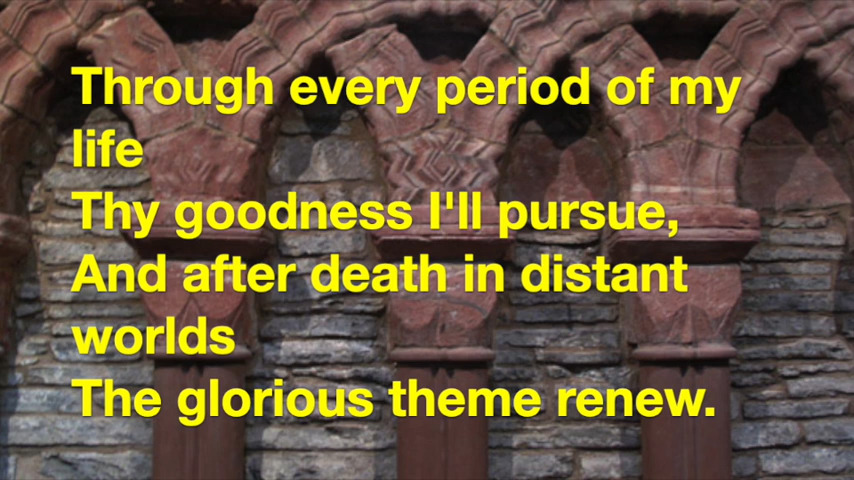 Through every period of my
life
Thy goodness I'll pursue,
And after death in distant
worlds
The glorious theme renew.